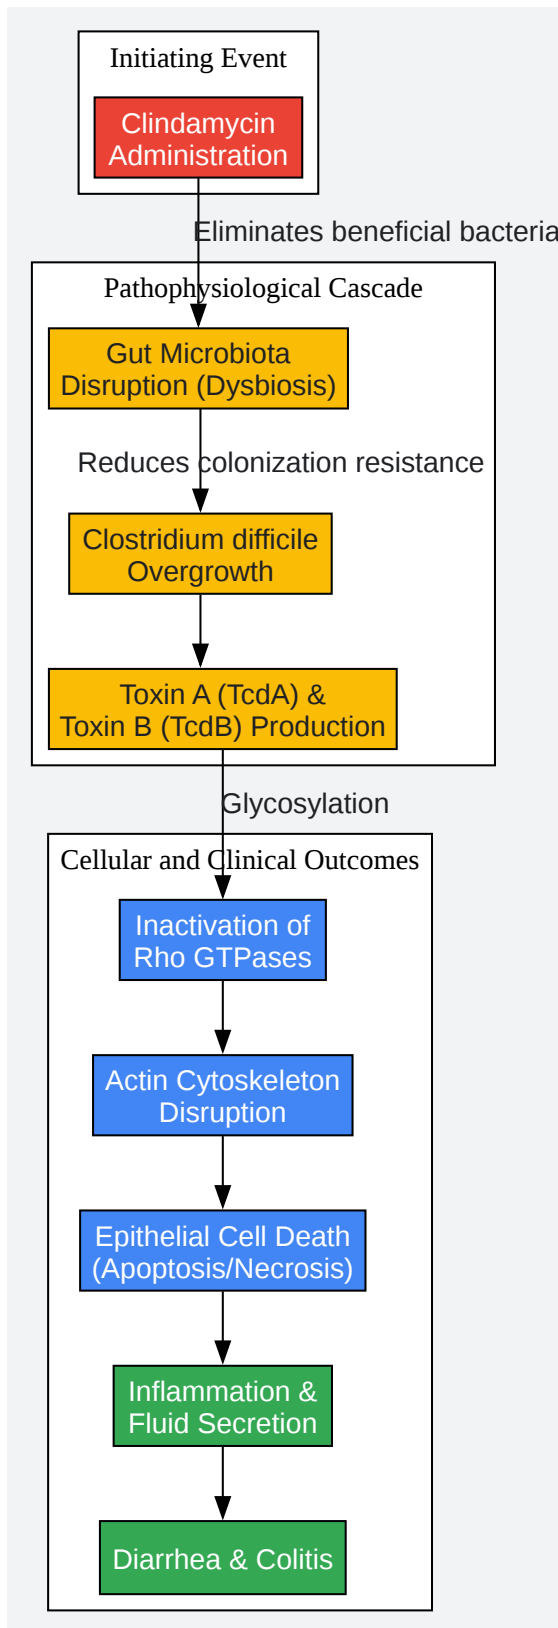 Initiating Event
Clindamycin
Administration
Eliminates beneficial bacteria
Pathophysiological Cascade
Gut Microbiota
Disruption (Dysbiosis)
Reduces colonization resistance
Clostridium difficile
Overgrowth
Toxin A (TcdA) &
Toxin B (TcdB) Production
Glycosylation
Cellular and Clinical Outcomes
Inactivation of
Rho GTPases
Actin Cytoskeleton
Disruption
Epithelial Cell Death
(Apoptosis/Necrosis)
Inflammation &
Fluid Secretion
Diarrhea & Colitis